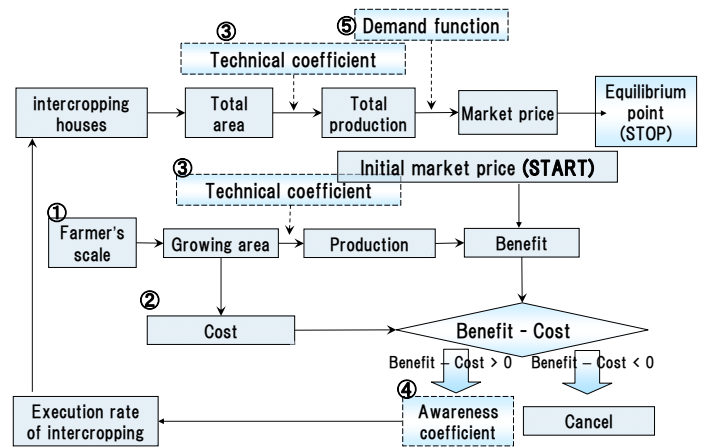 ⑤
Demand function
③
Technical coefficient
intercropping
houses
Total
area
Total
production
Market price
Equilibrium
point
(STOP)
Initial market price (START)
③
Technical coefficient
①
Farmer's
scale
Growing area
Production
Benefit
②
Cost
Benefit - Cost
Benefit – Cost > 0
Benefit – Cost < 0
④
Execution rate
of intercropping
Awareness
coefficient
Cancel